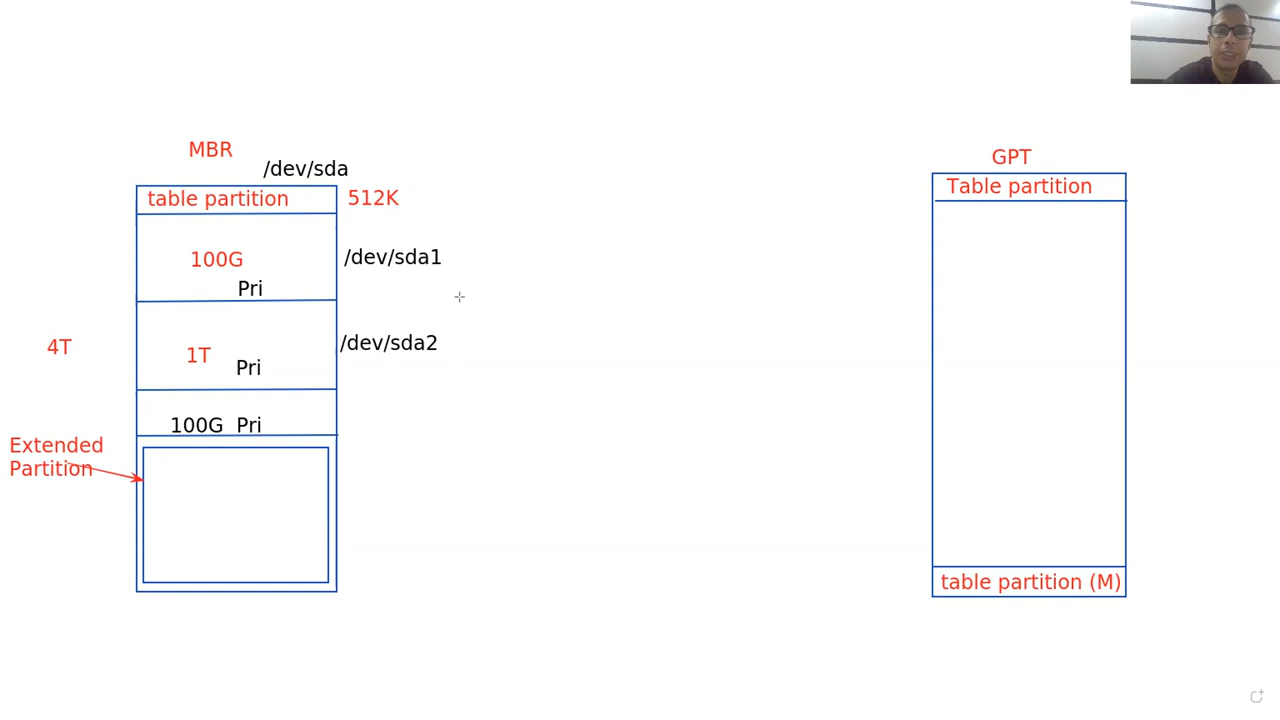 MBR
/dev/sda
table partition
512K
100G
Pri
/dev/sda1
4T
1T
Pri
/dev/sda2
100G Pri
Extended
Partition
GPT
Table partition
table partition (M)